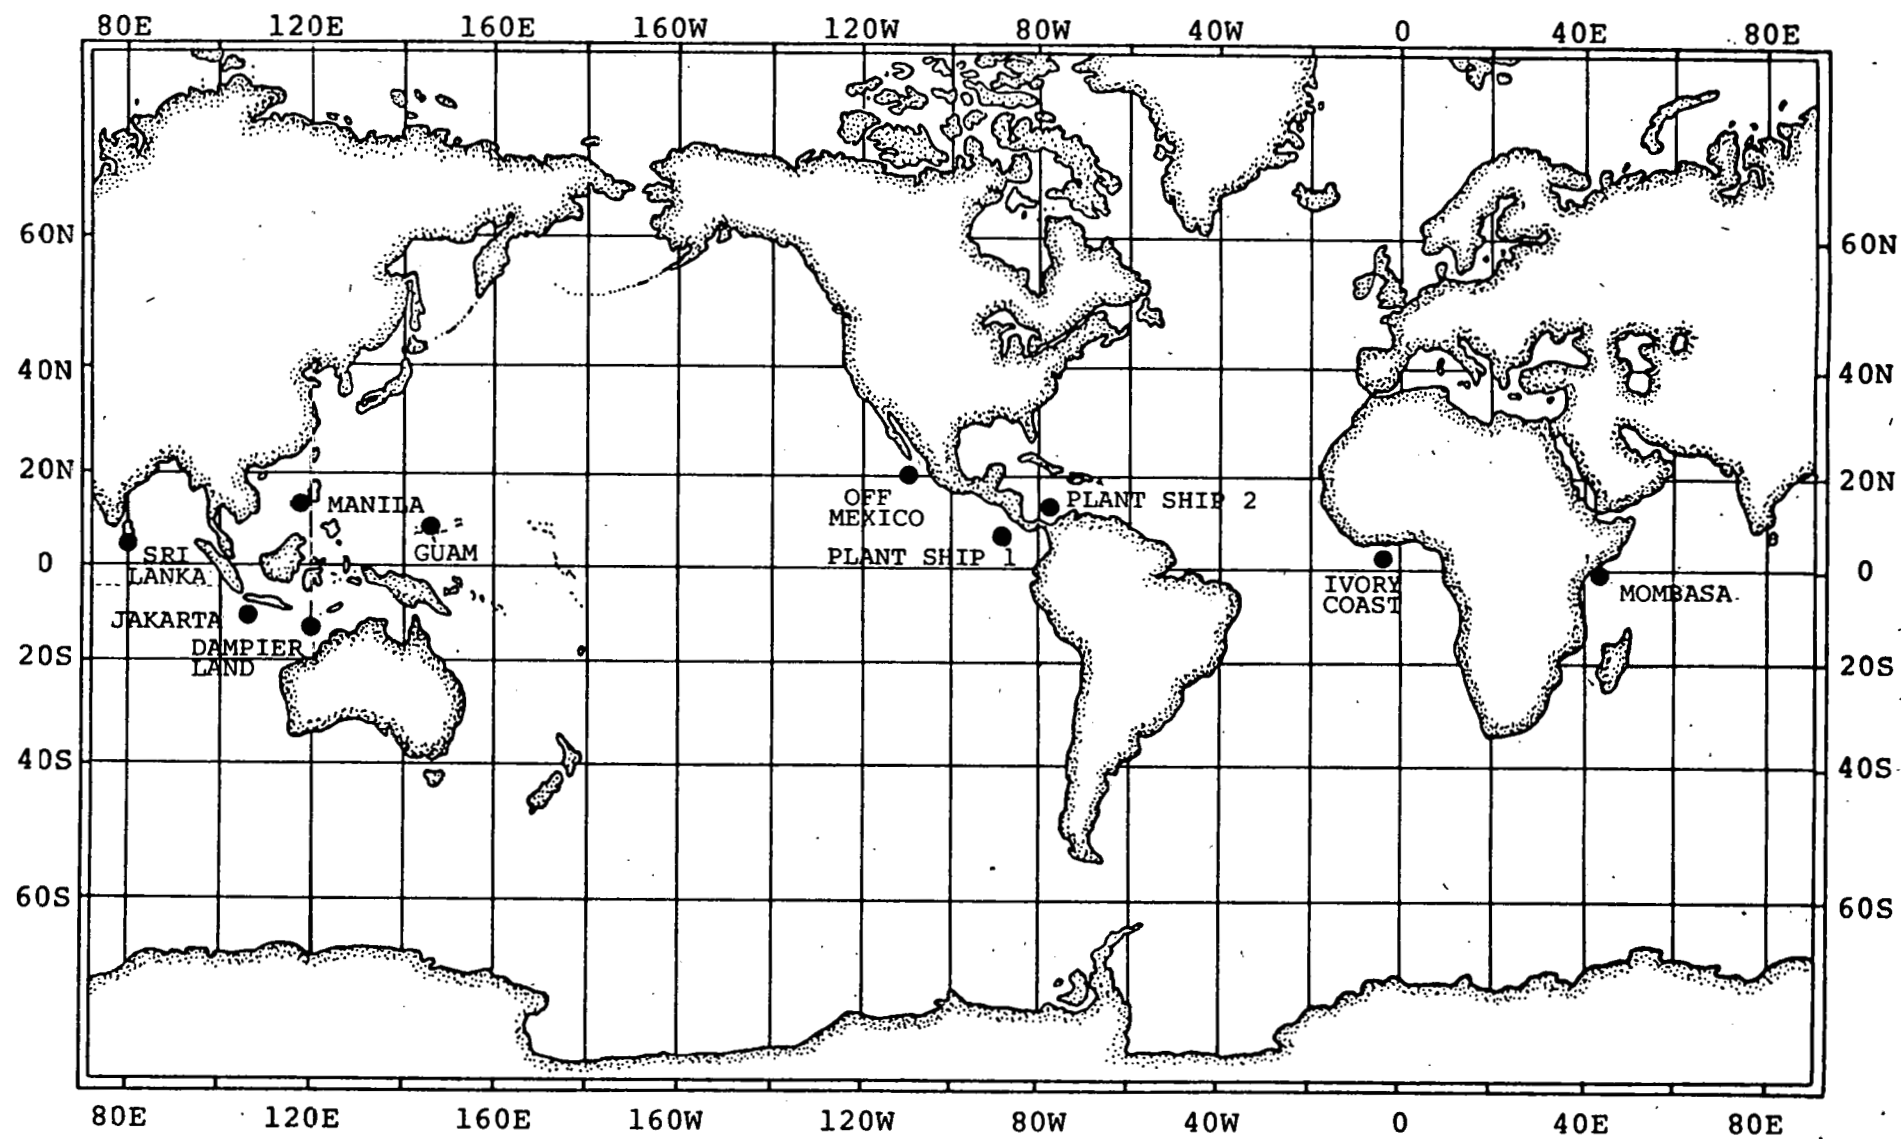 80E 120E 160E 160W 120W 80W 40W 0 40E 80E
60N 60N
40N 40N
20N 20N
MANILA
OFF
MEXICO
PLANT SHIP 2
GUAM
PLANT SHIP 1
SRI
LANKA
0 0
IVORY
COAST
MOMBASA
JAKARTA
DAMPIER
LAND
20S 20S
40S 40S
60S 60S
80E 120E 160E 160W 120W 80W 40W 0 40E 80E